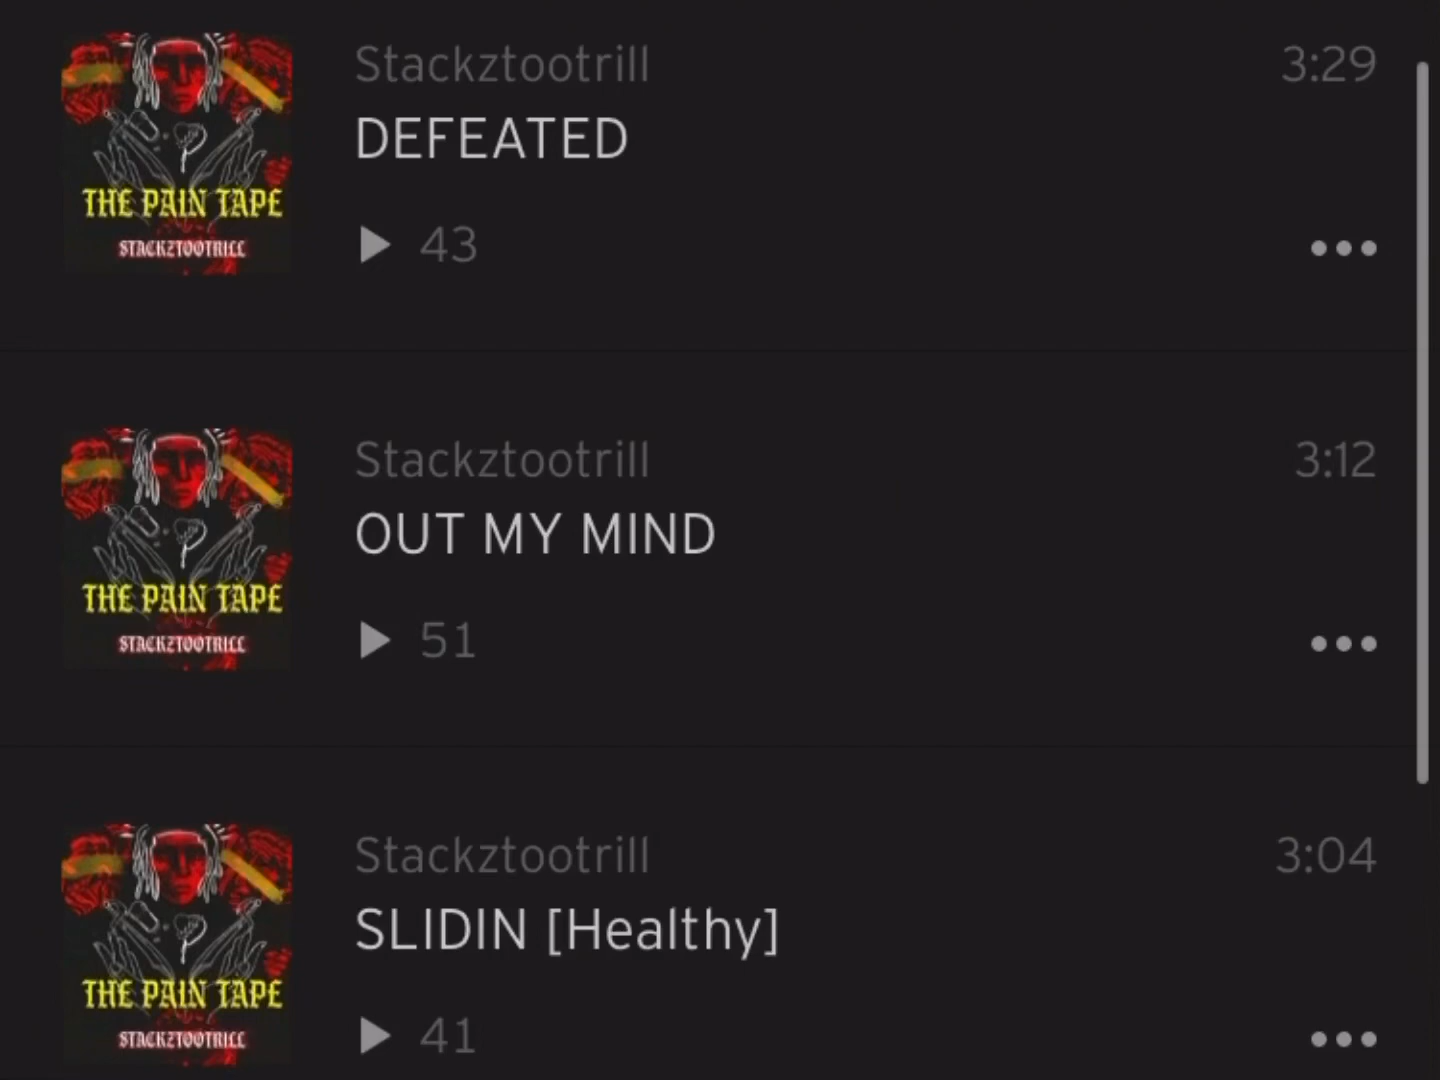 Stackztootrill
3:29
DEFEATED
43
THE PAIN TAPE
STACKZTOOTRILL
Stackztootrill
3:12
OUT MY MIND
51
THE PAIN TAPE
STACKZTOOTRILL
Stackztootrill
3:04
SLIDIN [Healthy]
41
THE PAIN TAPE
STACKZTOOTRILL